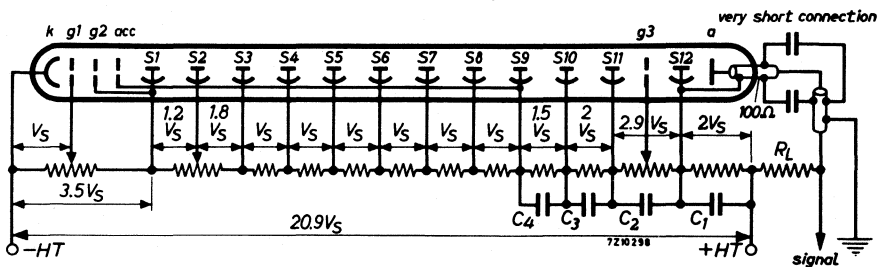 very short connection
k g1 g2 acc S1 S2 S3 S4 S5 S6 S7 S8 S9 S10 S11 g3 S12 a
100Ω
1.2 1.8 1.5 2
VS VS VS VS VS VS VS VS VS VS VS 2.9VS 2VS
RL
3.5VS
C4 C3 C2 C1
20.9VS
7Z10298
-HT +HT
signal